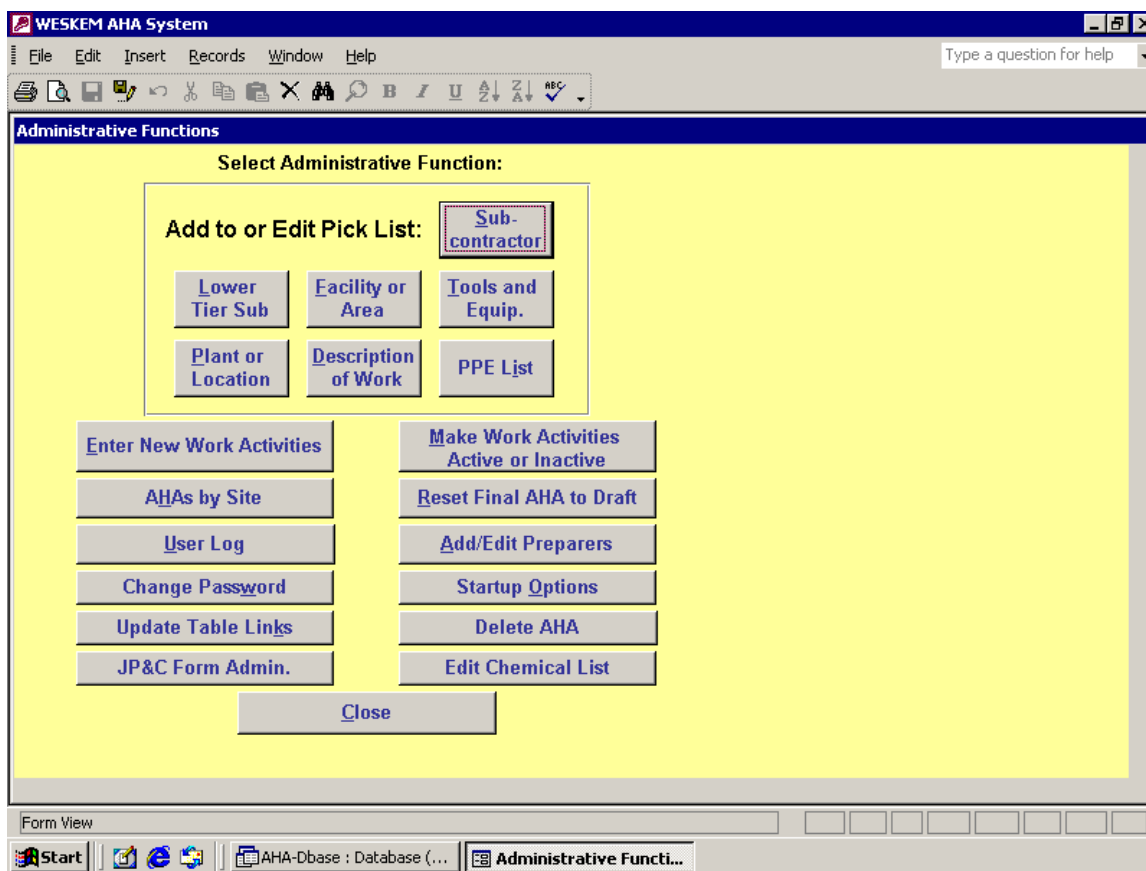 WESKEM AHA System
File Edit Insert Records Window Help
Type a question for help
B I U A Z Z A ABC
Administrative Functions
Select Administrative Function:
Add to or Edit Pick List:
Sub-
contractor
Lower
Tier Sub
Facility or
Area
Tools and
Equip.
Plant or
Location
Description
of Work
PPE List
Enter New Work Activities
Make Work Activities
Active or Inactive
AHAs by Site
Reset Final AHA to Draft
User Log
Add/Edit Preparers
Change Password
Startup Options
Update Table Links
Delete AHA
JP&C Form Admin.
Edit Chemical List
Close
Form View
Start
AHA-Dbase : Database (...
Administrative Functi...